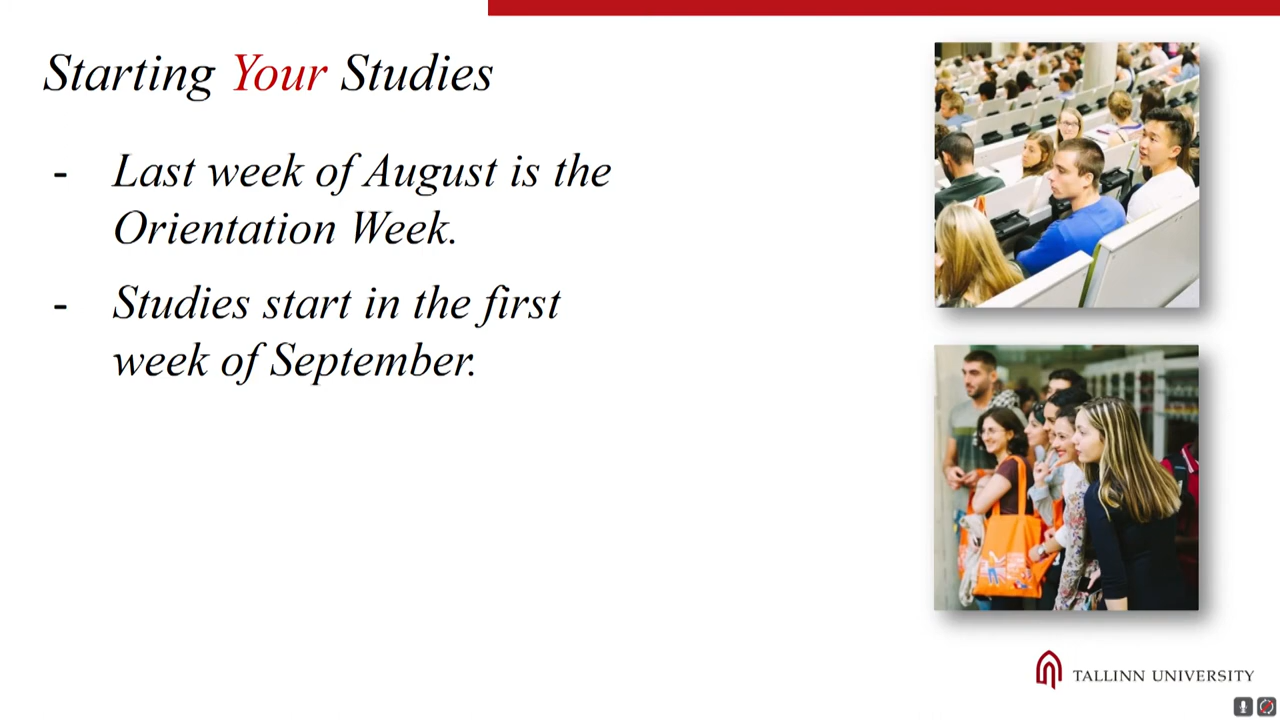 Starting Your Studies
- Last week of August is the
Orientation Week.
- Studies start in the first
week of September.
TALLINN UNIVERSITY